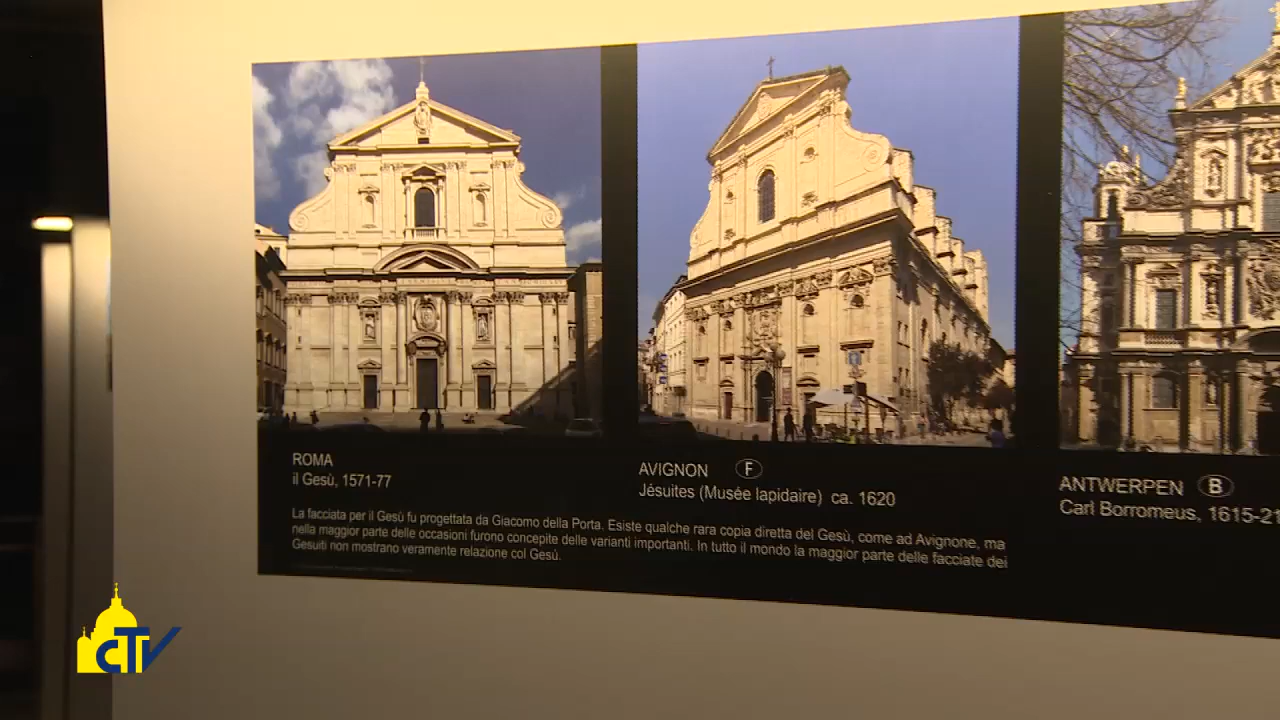 ROMA
il Gesù, 1571-77
AVIGNON F
Jésuites (Musée lapidaire) ca. 1620
ANTWERPEN B
Carl Borromeus, 1615-21
La facciata per il Gesù fu progettata da Giacomo della Porta. Esiste qualche rara copia diretta del Gesù, come ad Avignone, ma
nella maggior parte delle occasioni furono concepite delle varianti importanti. In tutto il mondo la maggior parte delle facciate dei
Gesuiti non mostrano veramente relazione col Gesù.
CTV